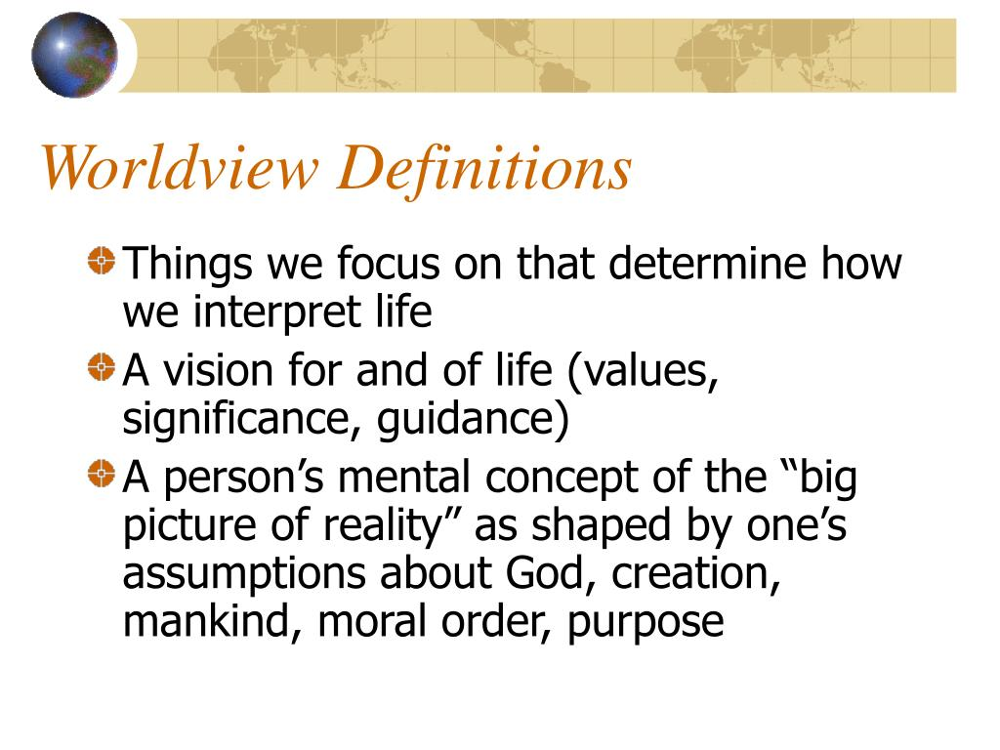 Worldview Definitions
Things we focus on that determine how
we interpret life
A vision for and of life (values,
significance, guidance)
A person’s mental concept of the “big
picture of reality” as shaped by one’s
assumptions about God, creation,
mankind, moral order, purpose